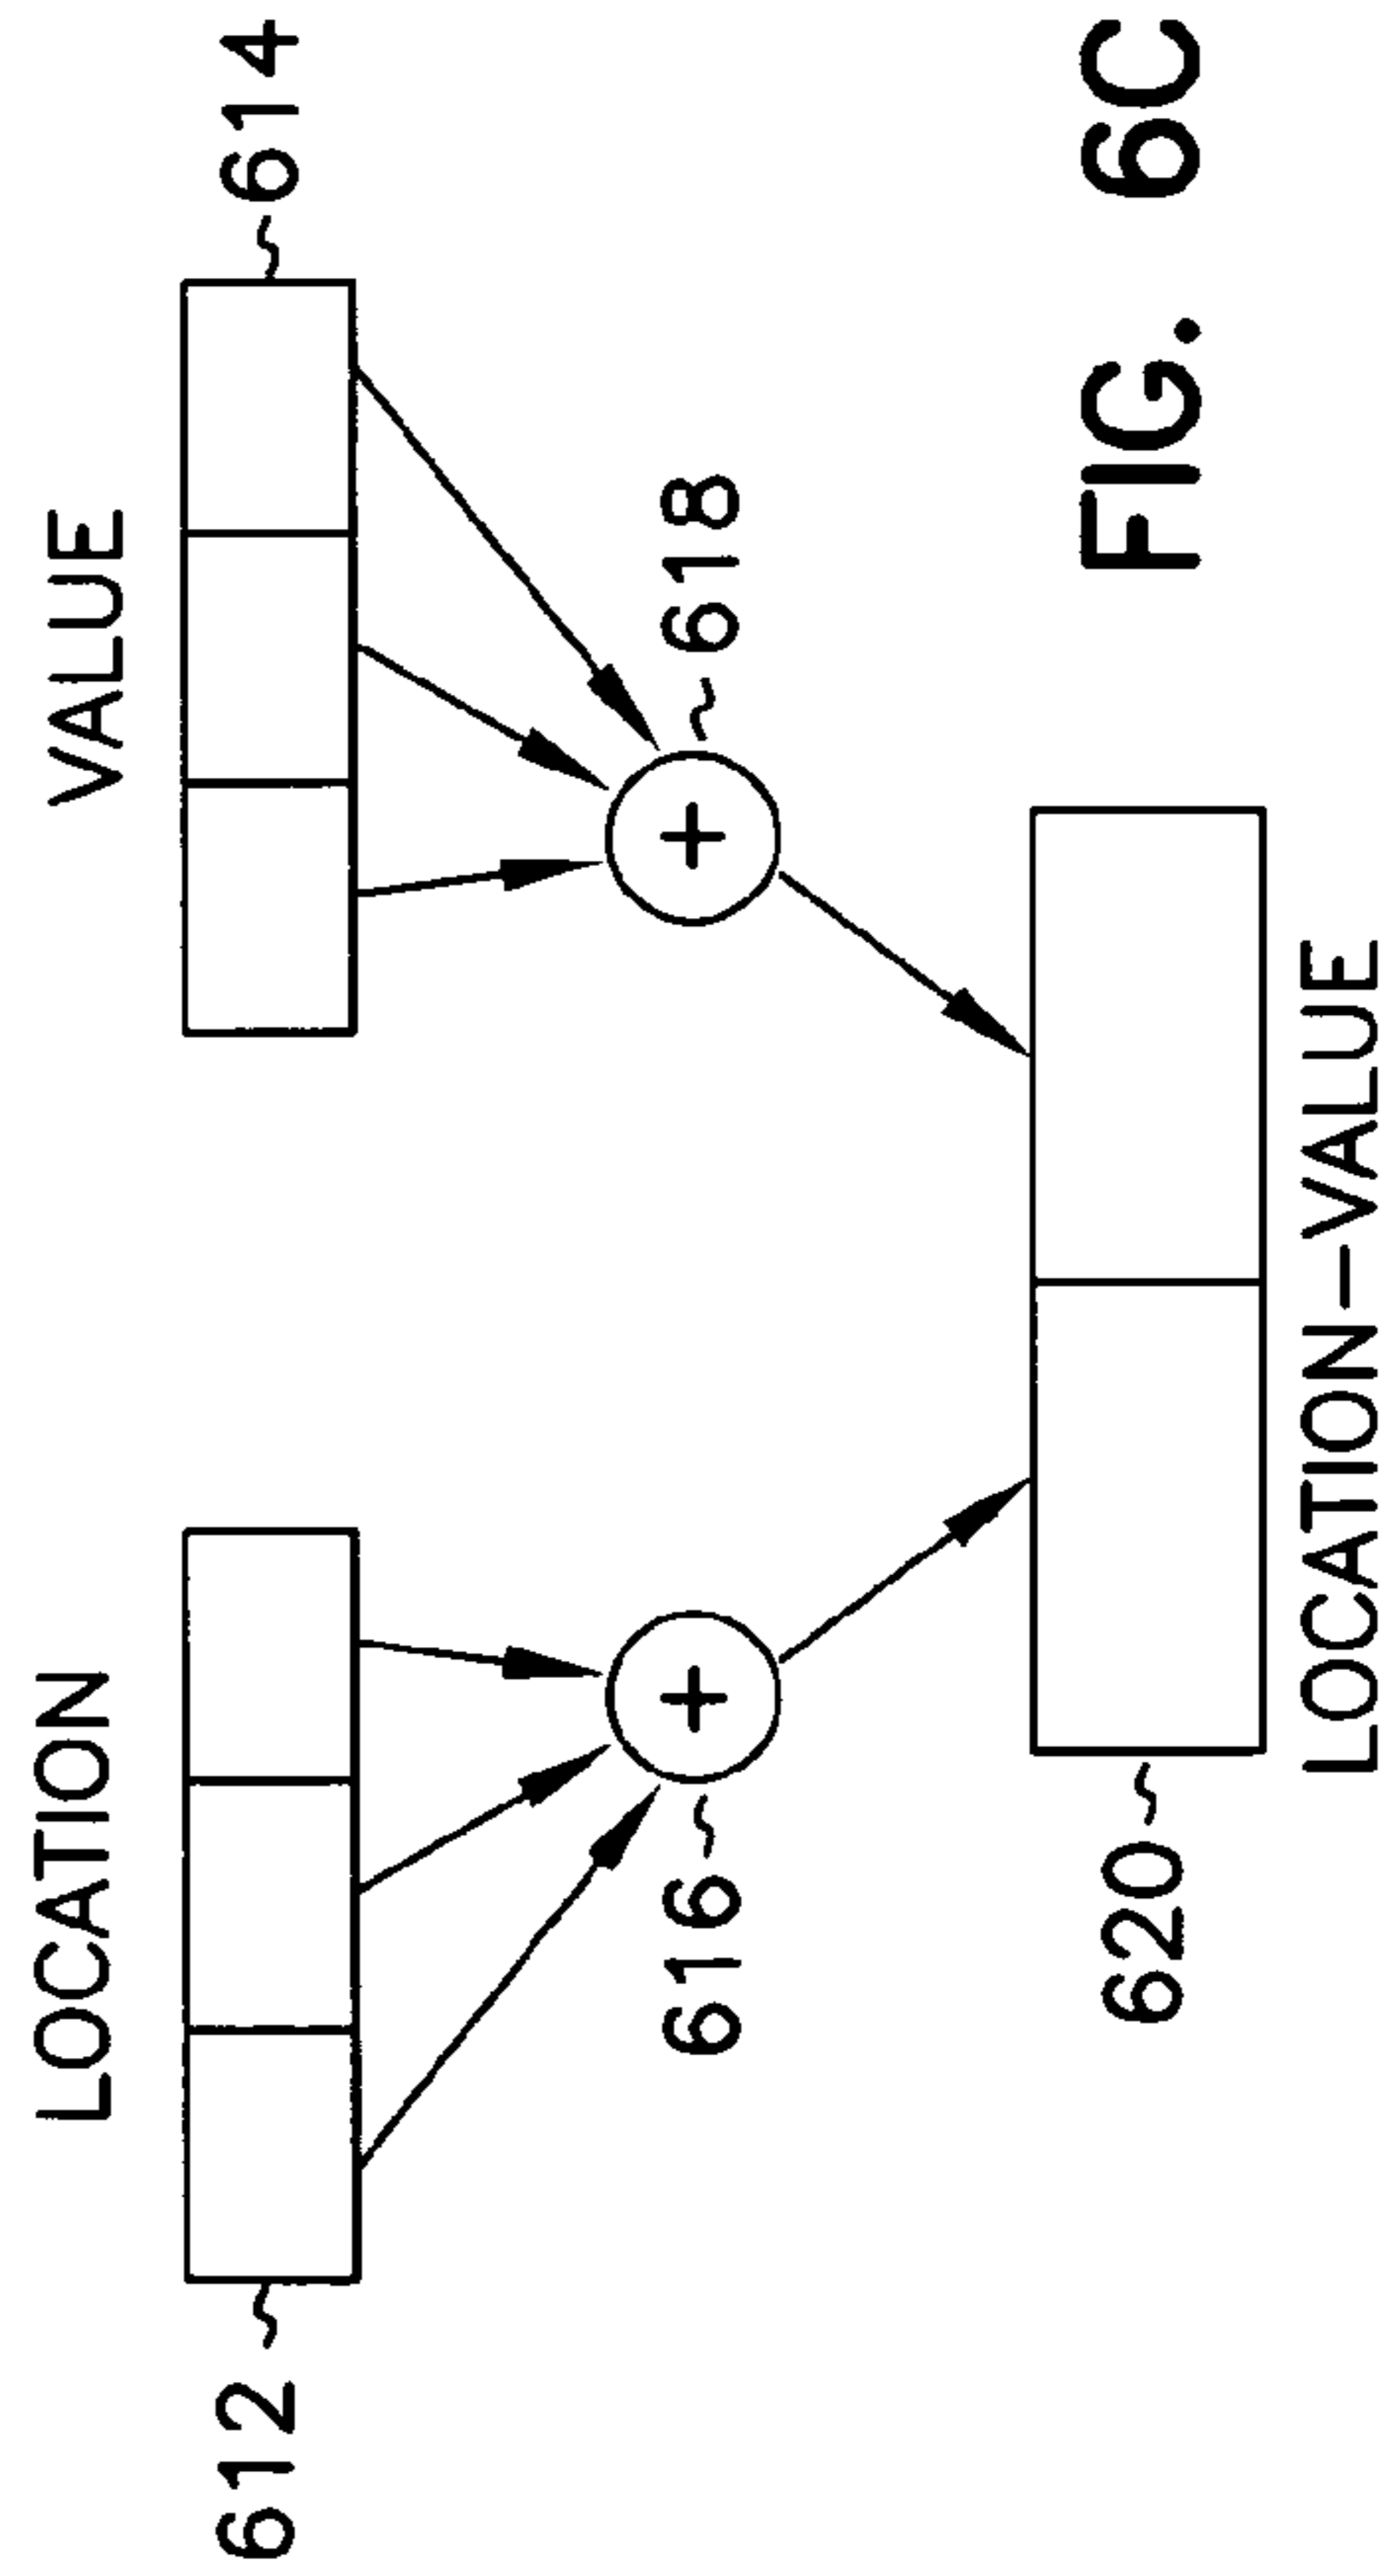 LOCATION
VALUE
612
614
+
+
616
618
620
LOCATION–VALUE
FIG. 6C